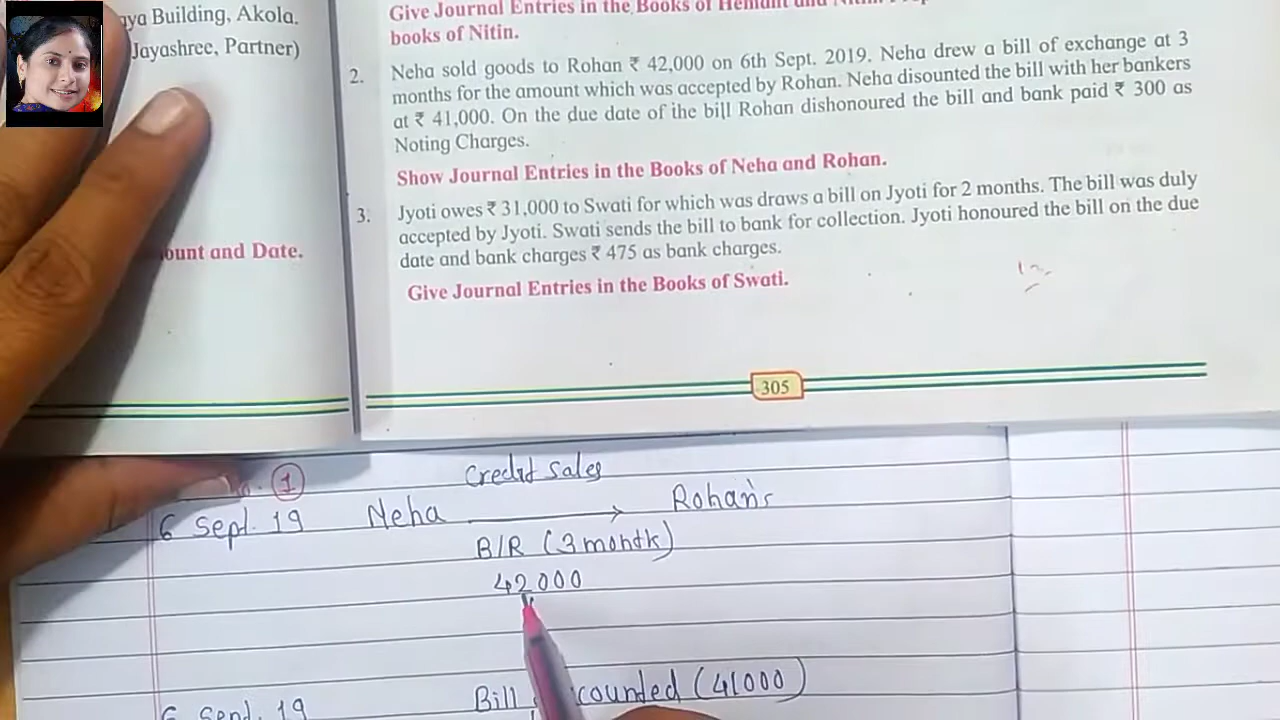 aya Building, Akola.
Jayashree, Partner)
ount and Date.
Give Journal Entries in the Books of Hemant and
books of Nitin.
2. Neha sold goods to Rohan ₹ 42,000 on 6th Sept. 2019. Neha drew a bill of exchange at 3
months for the amount which was accepted by Rohan. Neha disounted the bill with her bankers
at ₹ 41,000. On the due date of the bill Rohan dishonoured the bill and bank paid ₹ 300 as
Noting Charges.
Show Journal Entries in the Books of Neha and Rohan.
3. Jyoti owes ₹ 31,000 to Swati for which was draws a bill on Jyoti for 2 months. The bill was duly
accepted by Jyoti. Swati sends the bill to bank for collection. Jyoti honoured the bill on the due
date and bank charges ₹ 475 as bank charges.
Give Journal Entries in the Books of Swati.
305
1 Credit sales
6 Sept. 19 Neha Rohan's
B/R (3 month)
42000
6 Sept. 19 Bill counted (41000)